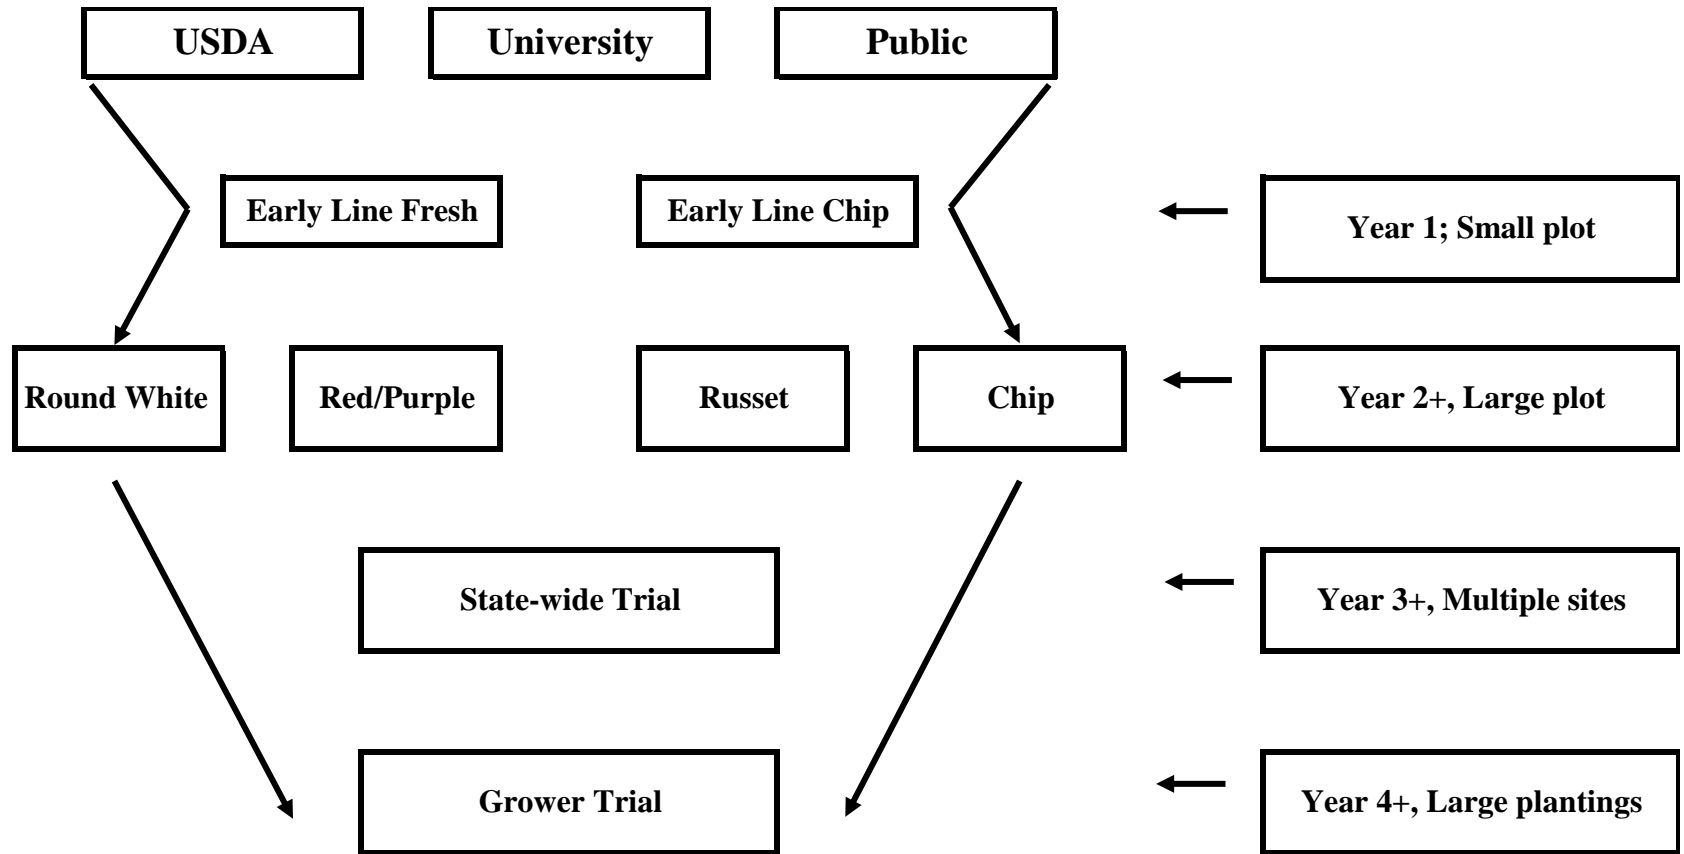 USDA
University
Public
Early Line Fresh
Early Line Chip
Year 1; Small plot
Round White
Red/Purple
Russet
Chip
Year 2+, Large plot
State-wide Trial
Year 3+, Multiple sites
Grower Trial
Year 4+, Large plantings